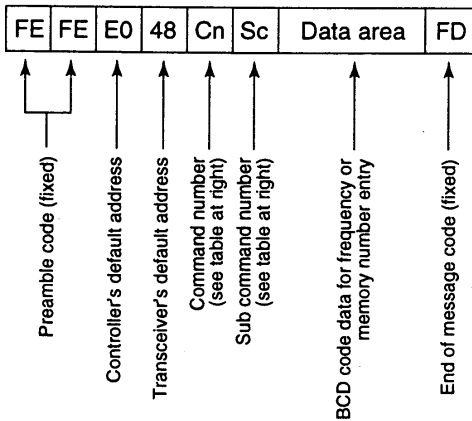 FE FE E0 48 Cn Sc Data area FD
Preamble code (fixed)
Controller's default address
Transceiver's default address
Command number
(see table at right)
Sub command number
(see table at right)
BCD code data for frequency or
memory number entry
End of message code (fixed)